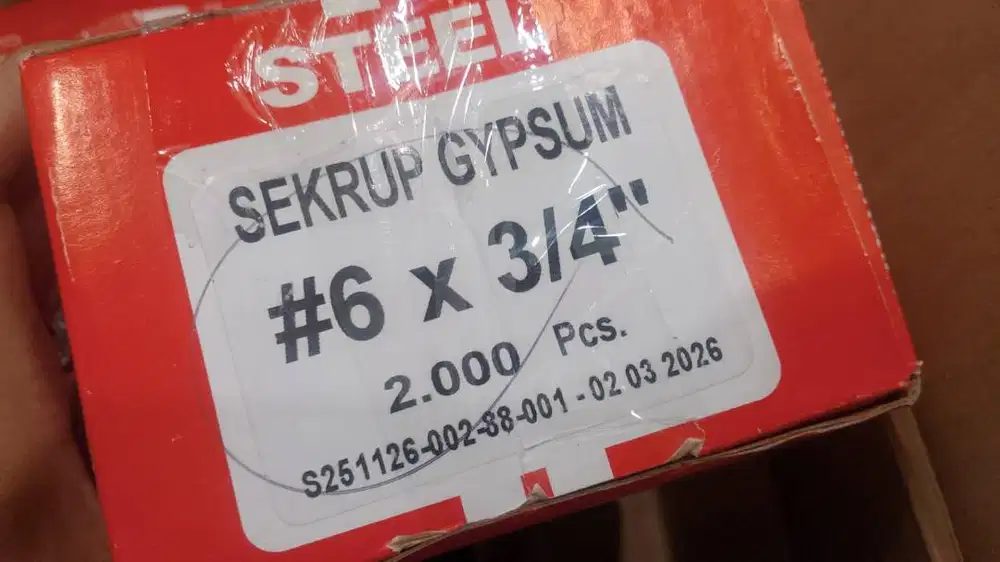 STEEL
SEKRUP GYPSUM
#6 x 3/4"
2.000 Pcs.
S251126-002-88-001 - 02 03 2026